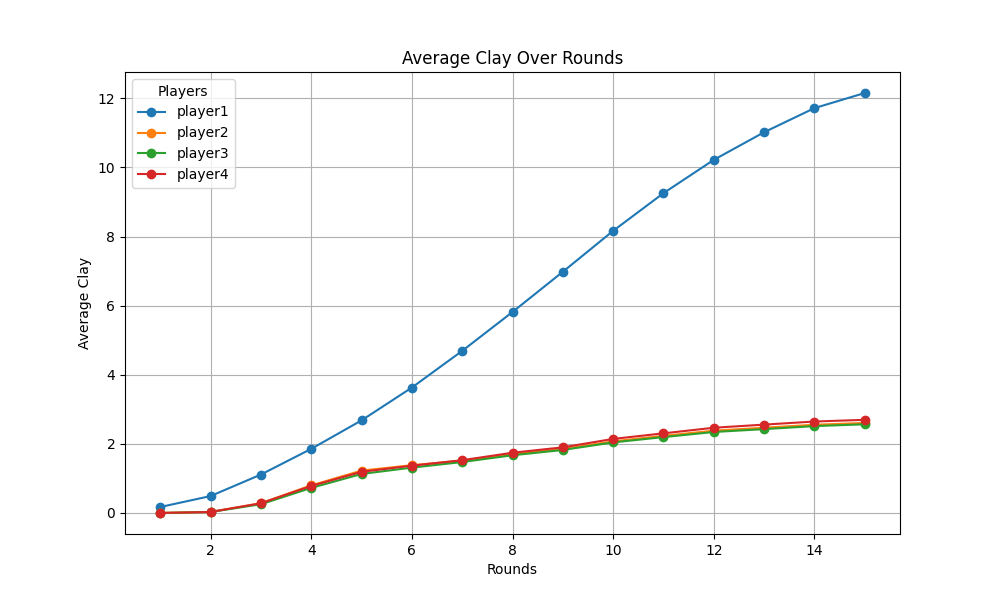 Average Clay Over Rounds
Players
player1
player2
player3
player4
Average Clay
12
10
8
6
4
2
0
2 4 6 8 10 12 14
Rounds